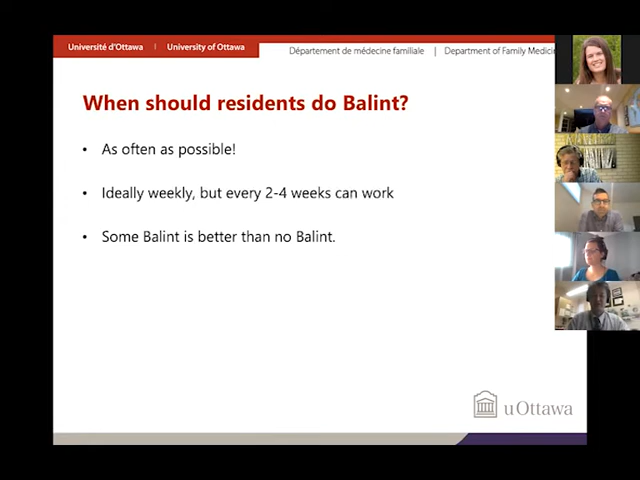 Université d'Ottawa | University of Ottawa
Département de médecine familiale | Department of Family Medicin
When should residents do Balint?
• As often as possible!
• Ideally weekly, but every 2-4 weeks can work
• Some Balint is better than no Balint.
uOttawa